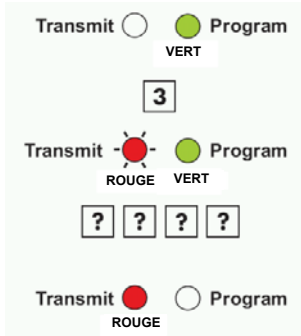 Transmit Program
VERT
3
Transmit Program
ROUGE VERT
? ? ? ?
Transmit Program
ROUGE